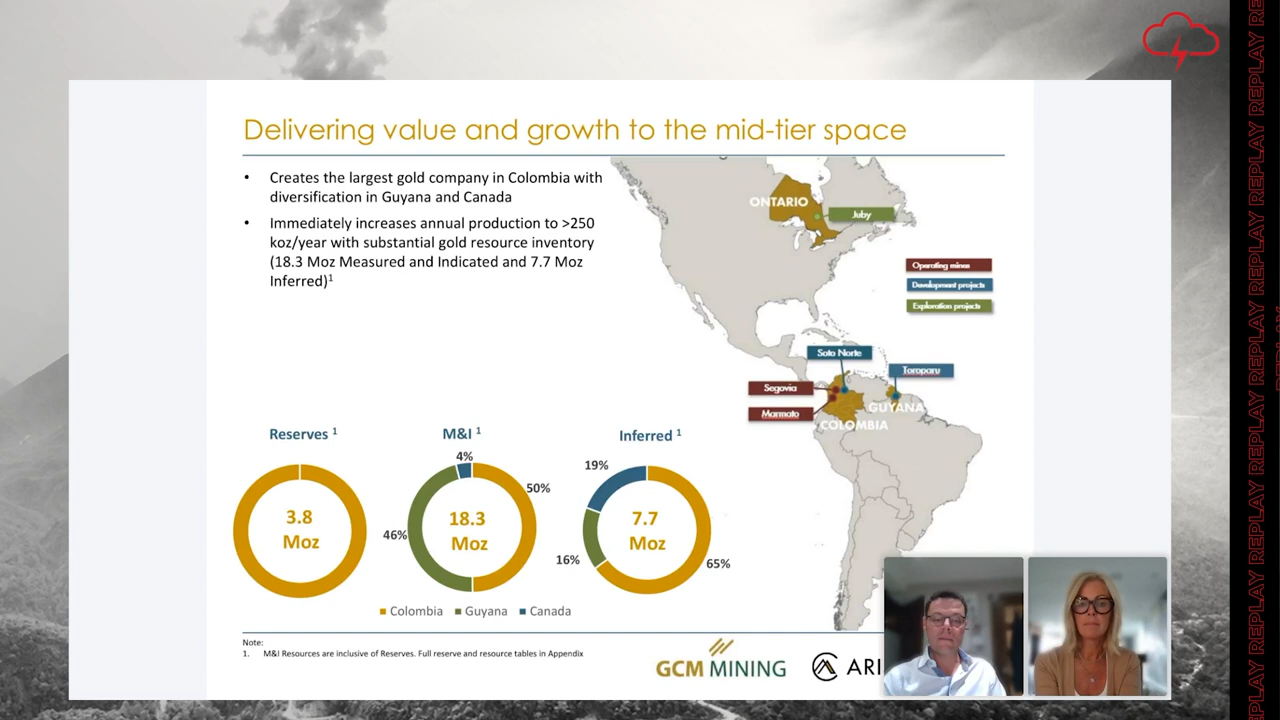 Delivering value and growth to the mid-tier space
• Creates the largest gold company in Colombia with
diversification in Guyana and Canada
• Immediately increases annual production to >250
koz/year with substantial gold resource inventory
(18.3 Moz Measured and Indicated and 7.7 Moz
Inferred)1
ONTARIO
Juby
Operating mines
Development projects
Exploration projects
Soto Norte
Toroparu
Segovia
GUYANA
Marmato
COLOMBIA
Reserves 1
3.8
Moz
M&I 1
4%
50%
46%
18.3
Moz
Inferred 1
19%
16%
65%
7.7
Moz
Colombia
Guyana
Canada
Note:
1. M&I Resources are inclusive of Reserves. Full reserve and resource tables in Appendix
GCM MINING
ARI
REPLAY REPLAY REPLAY REPLAY REPLAY REPLAY REPLAY RE